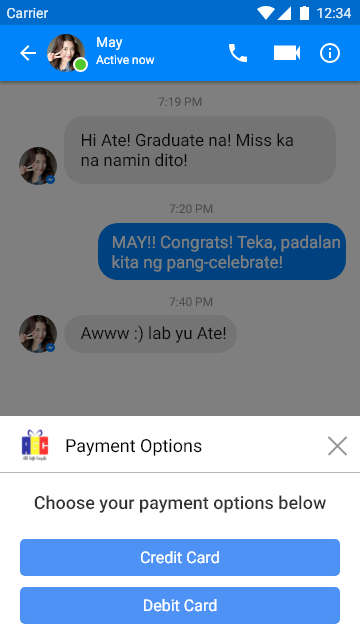 Carrier
12:34
May
Active now
7:19 PM
Hi Ate! Graduate na! Miss ka
na namin dito!
7:20 PM
MAY!! Congrats! Teka, padalan
kita ng pang-celebrate!
7:40 PM
Awww :) lab yu Ate!
Payment Options
Choose your payment options below
Credit Card
Debit Card